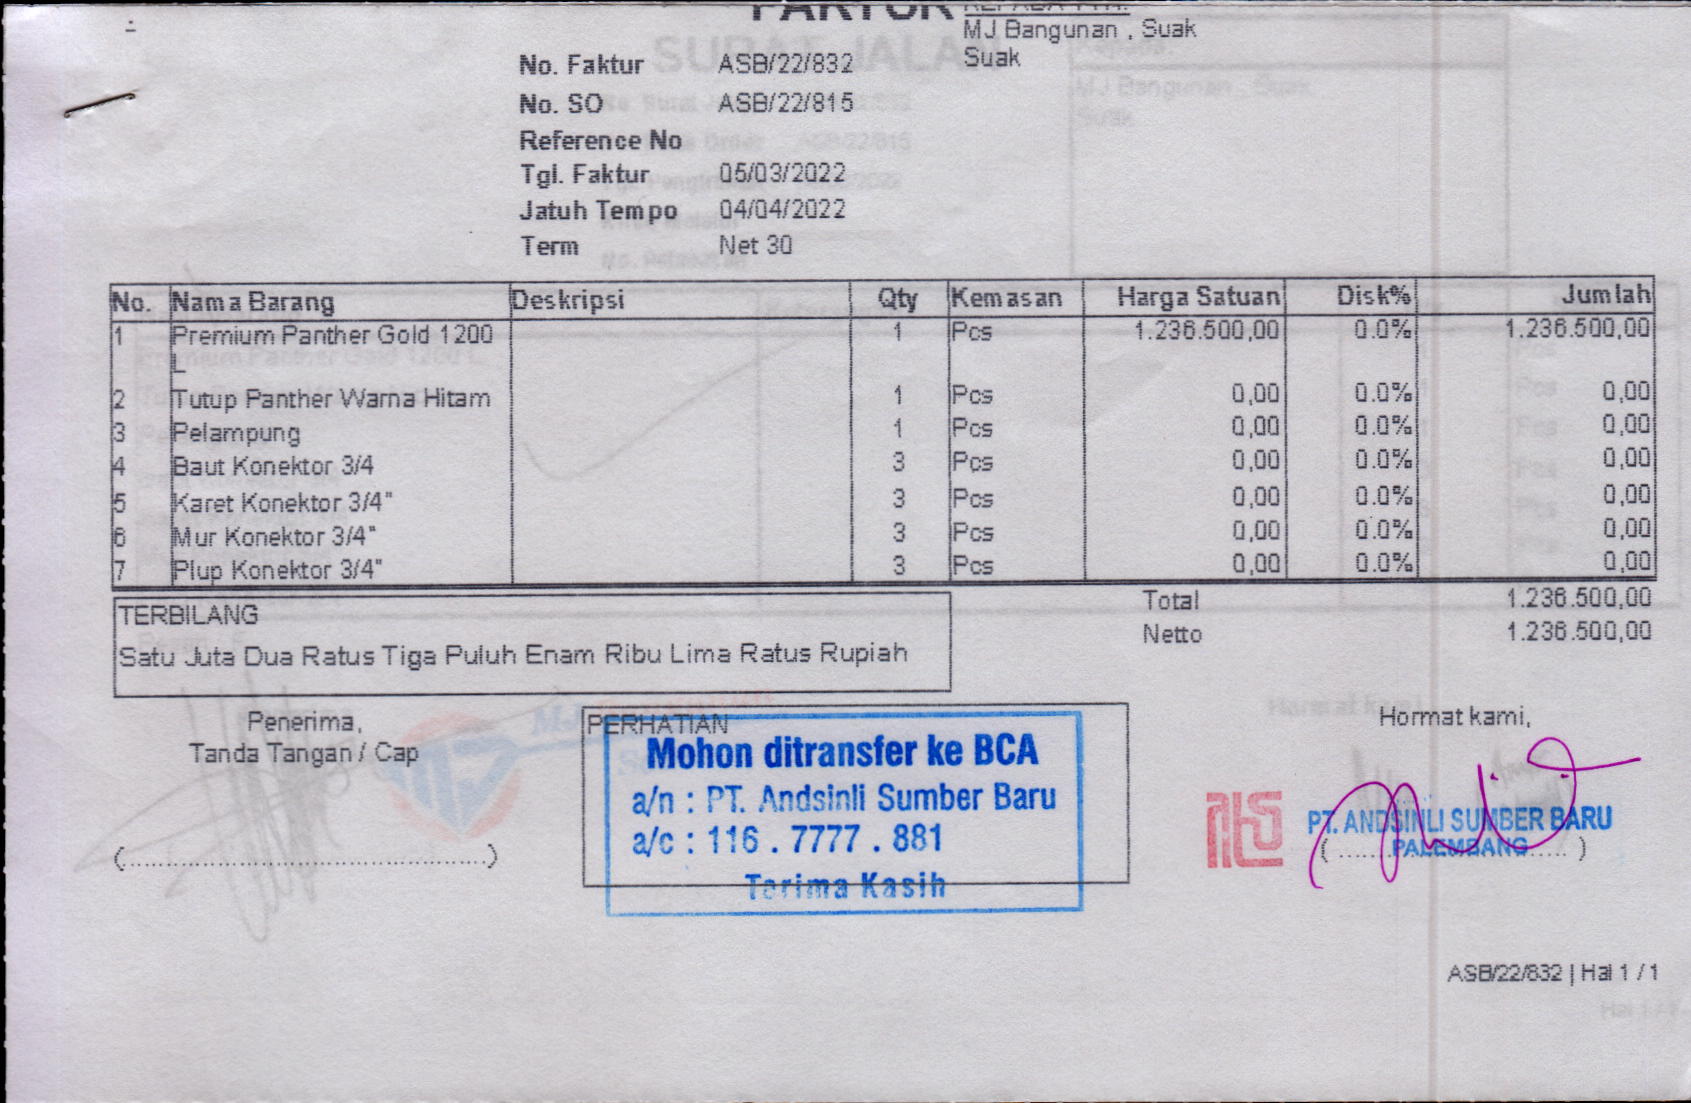 FAKTUR
KEPADA YTH.
MJ Bangunan , Suak
Suak
No. Faktur ASB/22/832
No. SO ASB/22/815
Reference No
Tgl. Faktur 05/03/2022
Jatuh Tempo 04/04/2022
Term Net 30
No. Nama Barang Deskripsi Qty Kemasan Harga Satuan Disk% Jumlah
1 Premium Panther Gold 1200 1 Pcs 1.236.500,00 0.0% 1.236.500,00
L
2 Tutup Panther Warna Hitam 1 Pcs 0,00 0.0% 0,00
3 Pelampung 1 Pcs 0,00 0.0% 0,00
4 Baut Konektor 3/4 3 Pcs 0,00 0.0% 0,00
5 Karet Konektor 3/4" 3 Pcs 0,00 0.0% 0,00
6 Mur Konektor 3/4" 3 Pcs 0,00 0.0% 0,00
7 Plup Konektor 3/4" 3 Pcs 0,00 0.0% 0,00
Total 1.236.500,00
Netto 1.236.500,00
TERBILANG
Satu Juta Dua Ratus Tiga Puluh Enam Ribu Lima Ratus Rupiah
Penerima,
Tanda Tangan / Cap
(......................................................)
PERHATIAN
Mohon ditransfer ke BCA
a/n : PT. Andsinli Sumber Baru
a/c : 116 . 7777 . 881
Terima Kasih
Hormat kami,
PT. ANDSINLI SUMBER BARU
PALEMBANG
ASB/22/832 | Hal 1 / 1